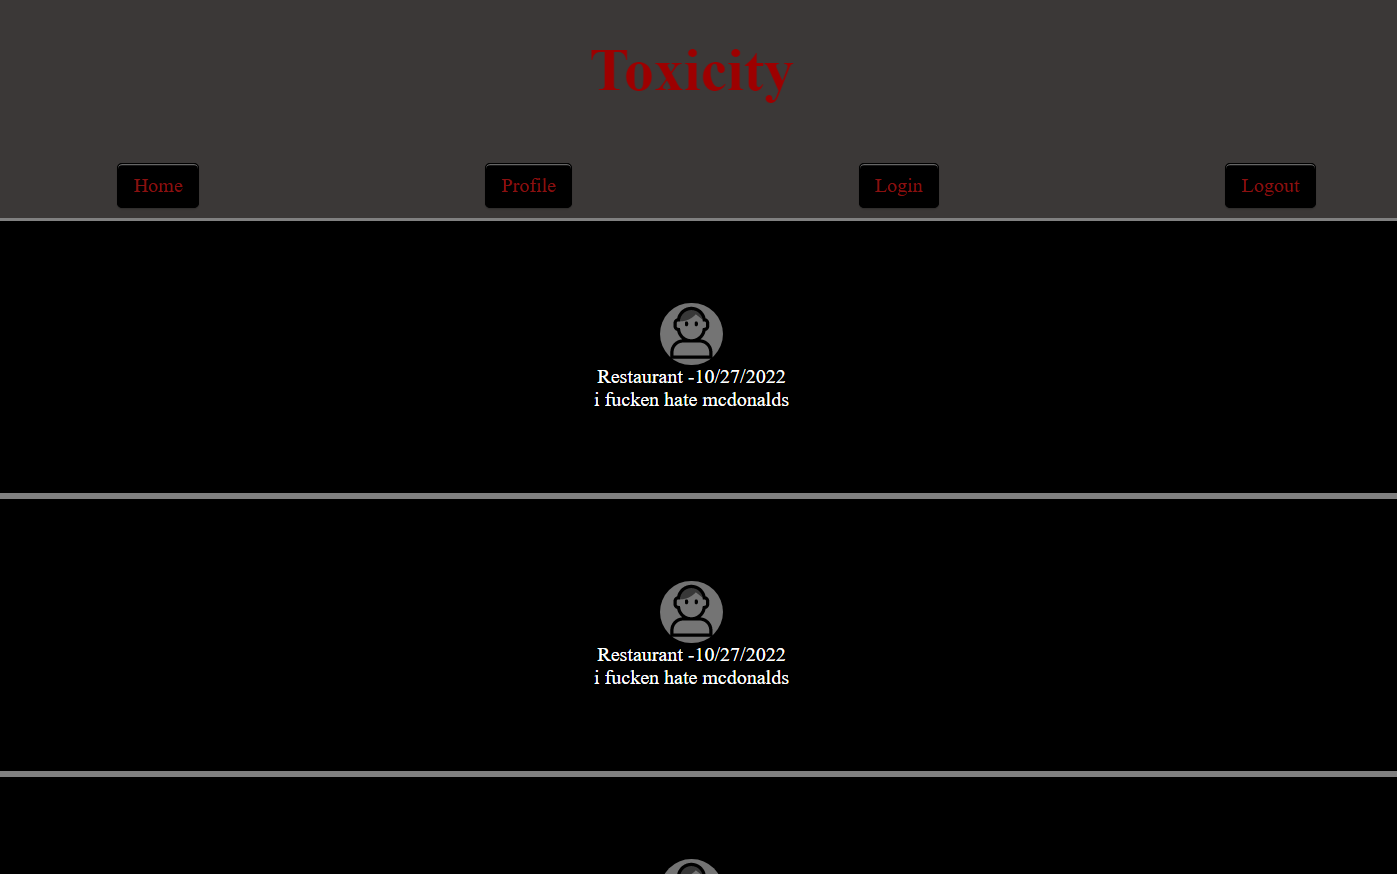 Toxicity
Home Profile Login Logout
Restaurant -10/27/2022
i fucken hate mcdonalds
Restaurant -10/27/2022
i fucken hate mcdonalds